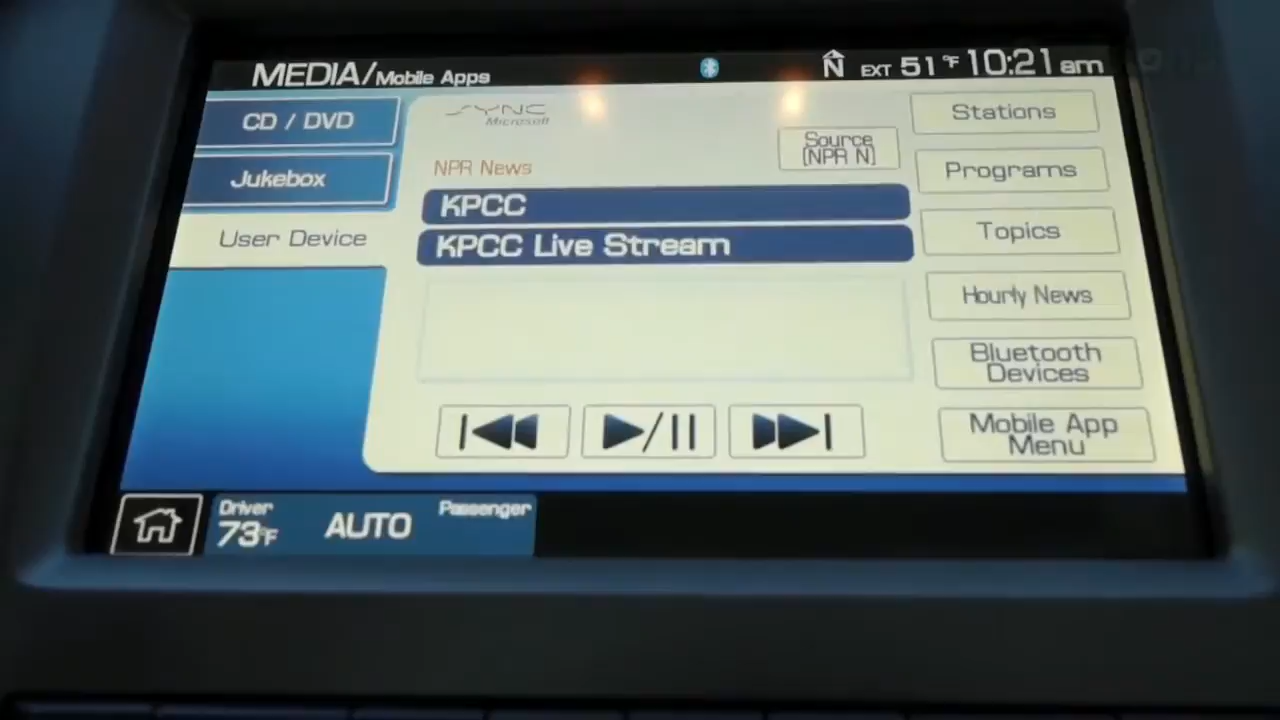 MEDIA/Mobile Apps
N EXT 51°F 10:21 am
CD / DVD
Jukebox
User Device
SYNC
Microsoft
Source
[NPR N]
NPR News
KPCC
KPCC Live Stream
Stations
Programs
Topics
Hourly News
Bluetooth
Devices
Mobile App
Menu
Driver
73°F
AUTO
Passenger